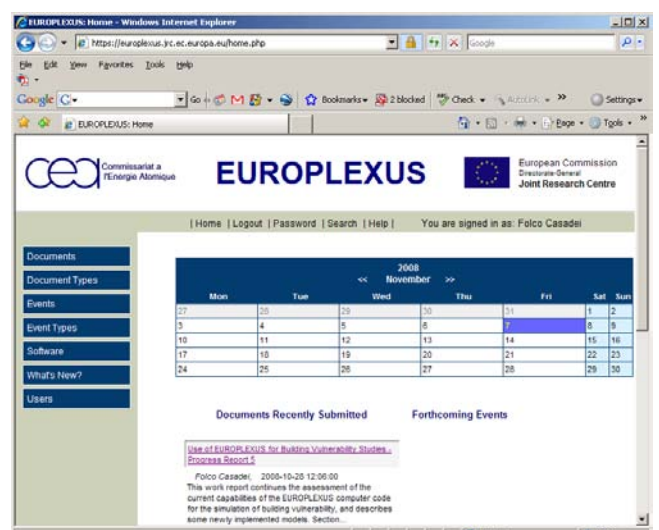 EUROPLEXUS: Home - Windows Internet Explorer
https://europlexus.jrc.ec.europa.eu/home.php
Google
File Edit View Favorites Tools Help
Google G Go Bookmarks 2 blocked Check AutoLink Settings
EUROPLEXUS: Home Page Tools
cea Commissariat a
l'Energie Atomique
EUROPLEXUS
European Commission
Directorate-General
Joint Research Centre
| Home | Logout | Password | Search | Help | You are signed in as: Folco Casadei
Documents
Document Types
Events
Event Types
Software
What's New?
Users
2008
<< November >>
Mon Tue Wed Thu Fri Sat Sun
27 28 29 30 31 1 2
3 4 5 6 7 8 9
10 11 12 13 14 15 16
17 18 19 20 21 22 23
24 25 26 27 28 29 30
Documents Recently Submitted Forthcoming Events
Use of EUROPLEXUS for Building Vulnerability Studies -
Progress Report 5
Folco Casadei, 2008-10-28 12:06:00
This work report continues the assessment of the
current capabilities of the EUROPLEXUS computer code
for the simulation of building vulnerability, and describes
some newly implemented models. Section...